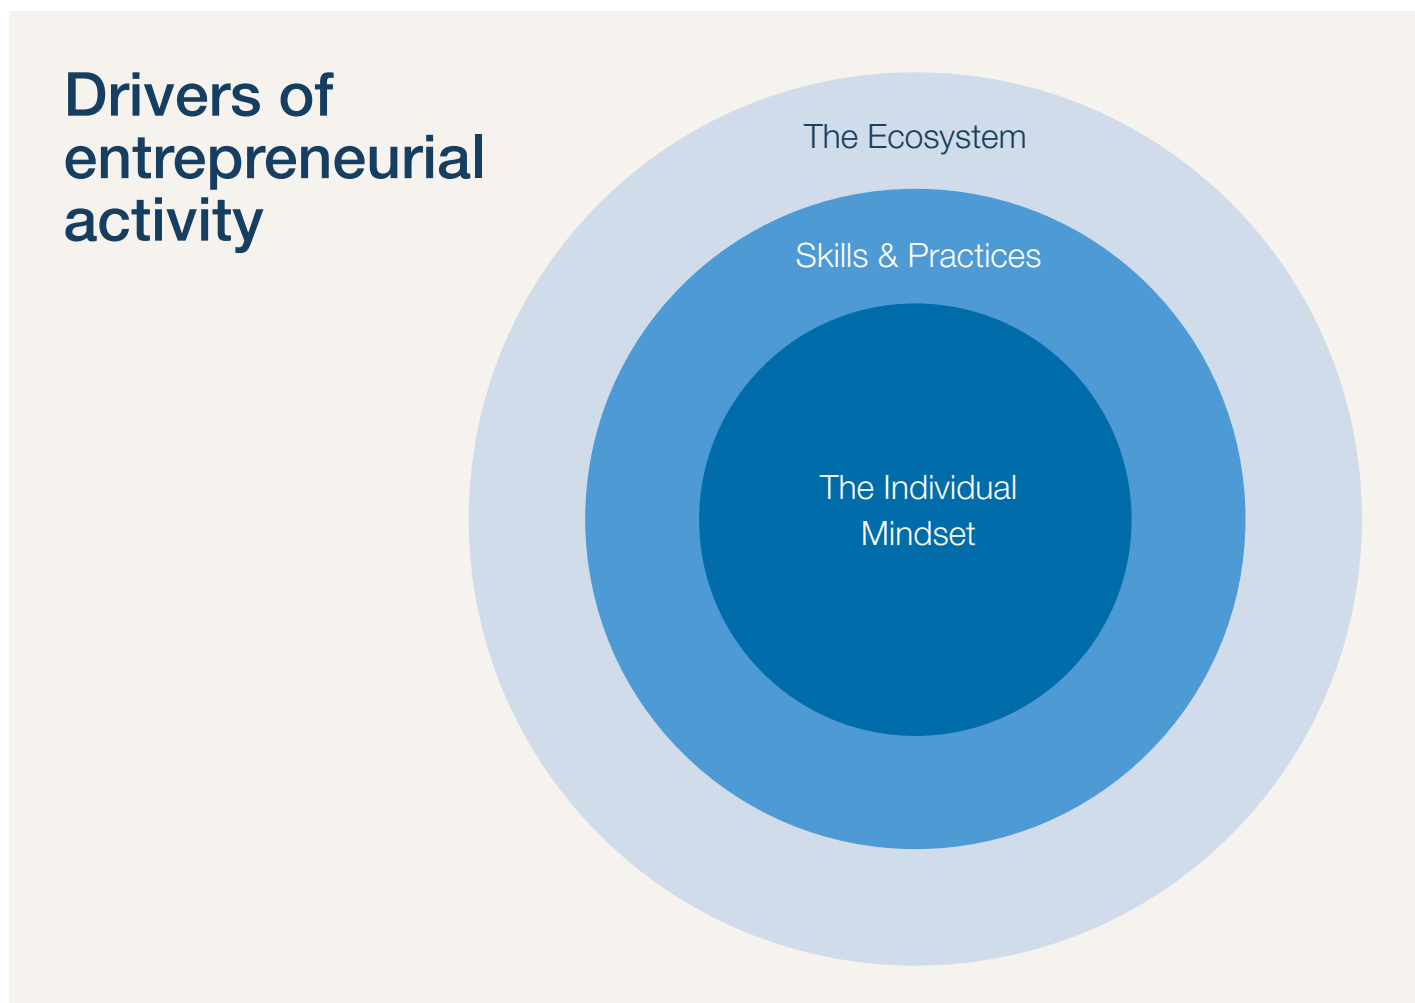 Drivers of
entrepreneurial
activity
The Ecosystem
Skills & Practices
The Individual
Mindset